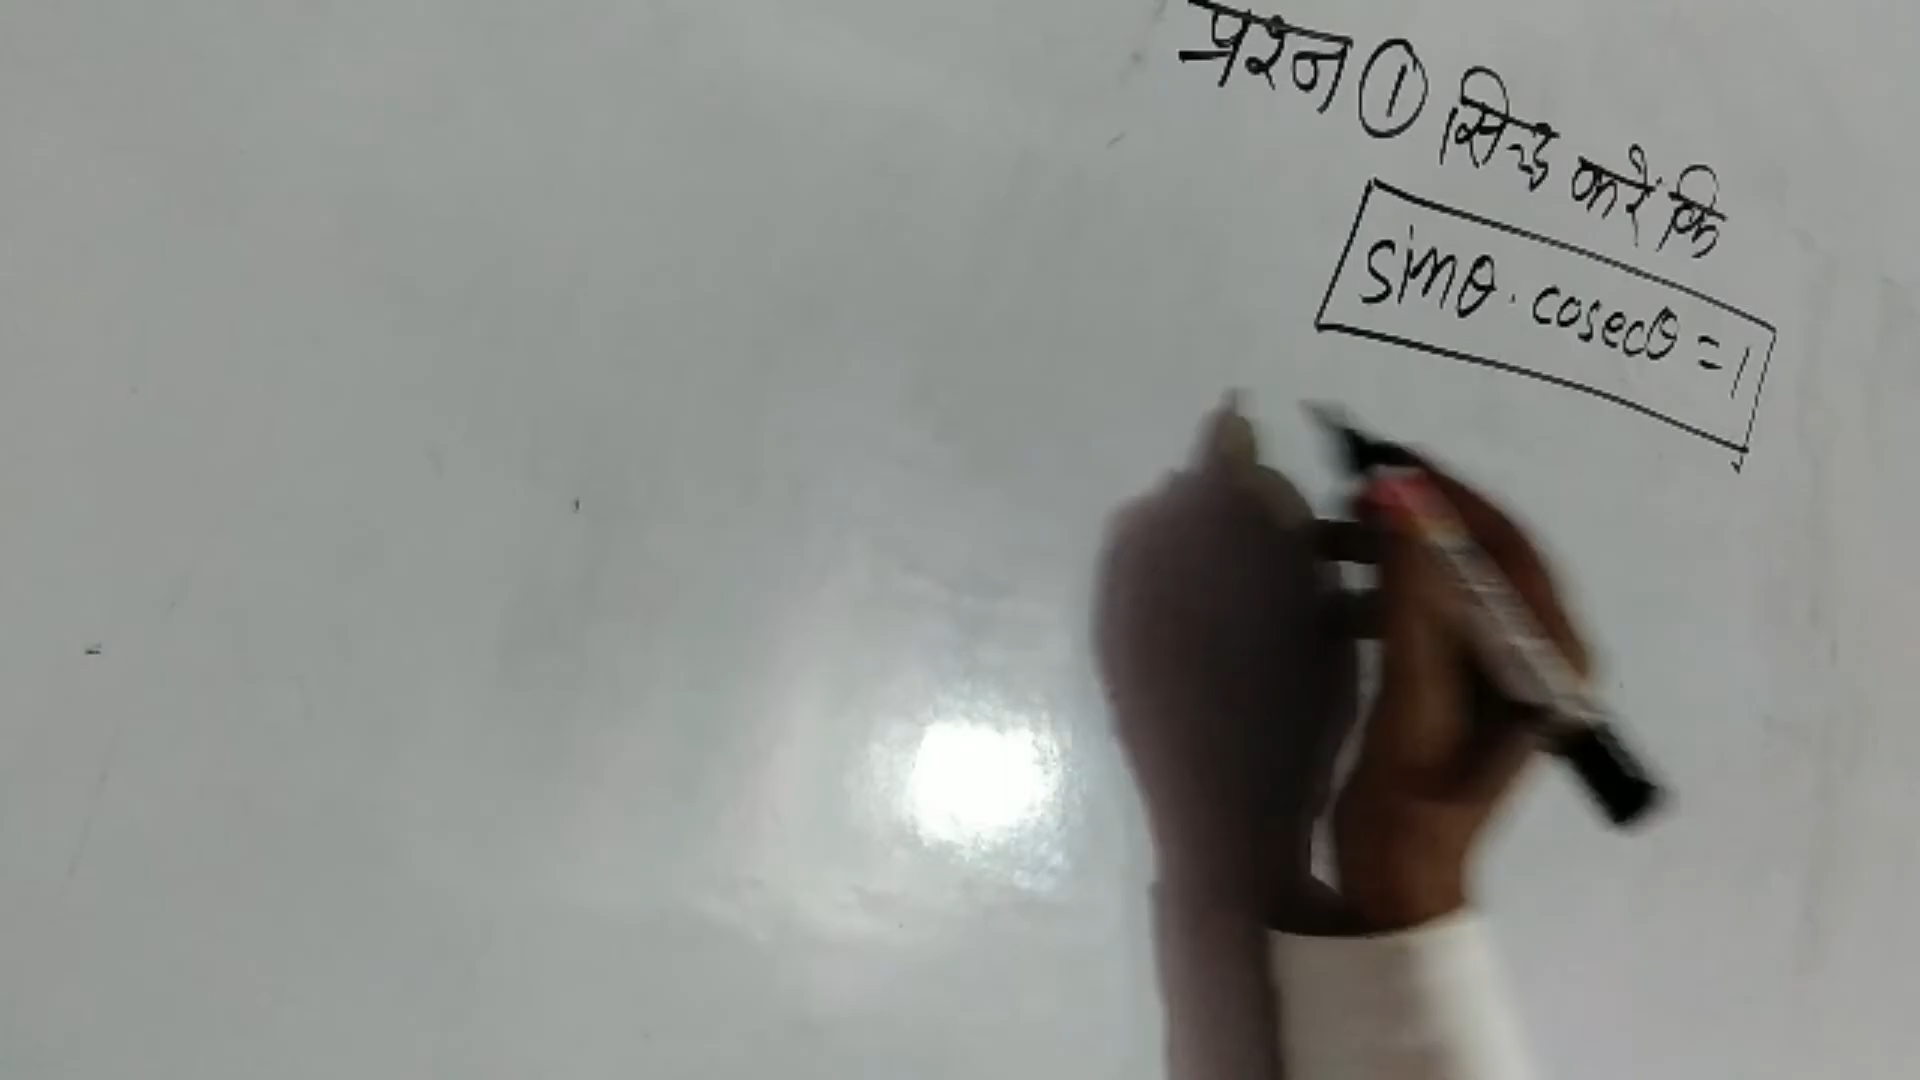 प्रश्न ① सिद्ध करें कि
sinθ · cosecθ = 1